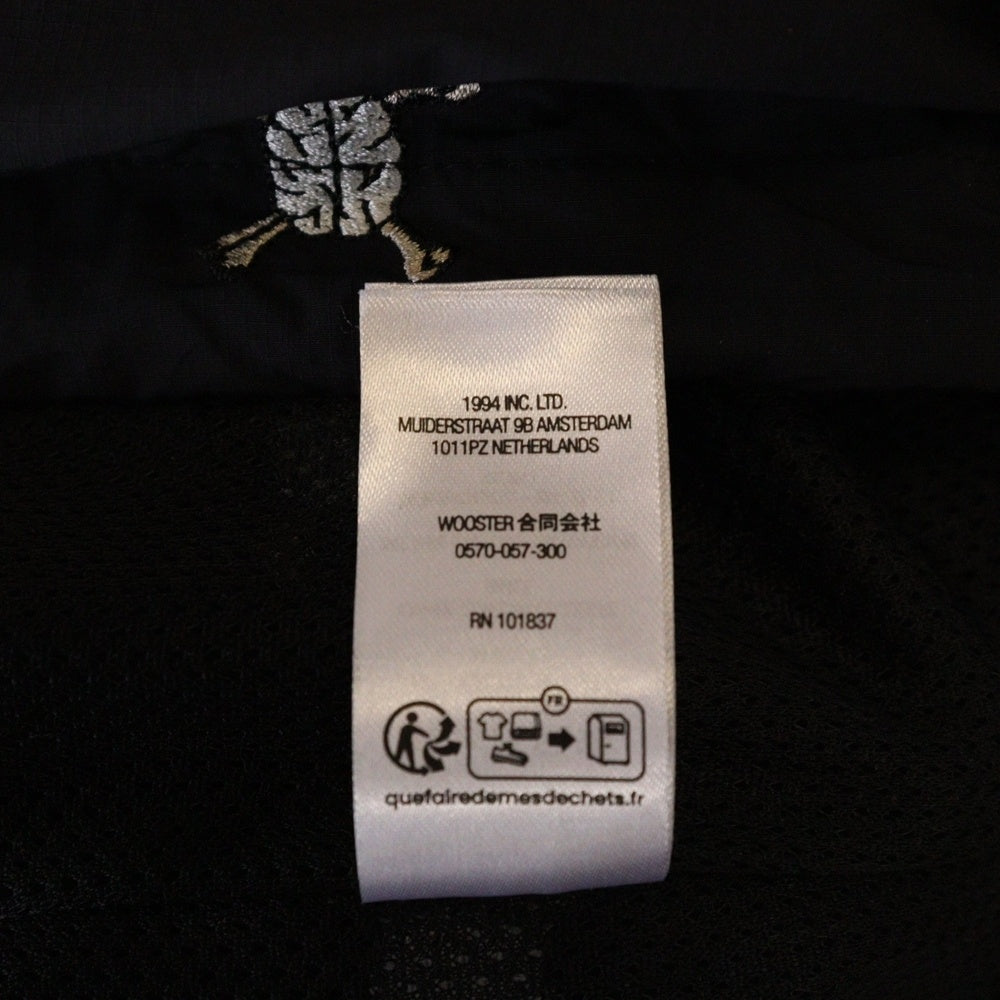 1994 INC. LTD.
MUIDERSTRAAT 9B AMSTERDAM
1011PZ NETHERLANDS
WOOSTER 合同会社
0570-057-300
RN 101837
FR
quefairedemesdechets.fr